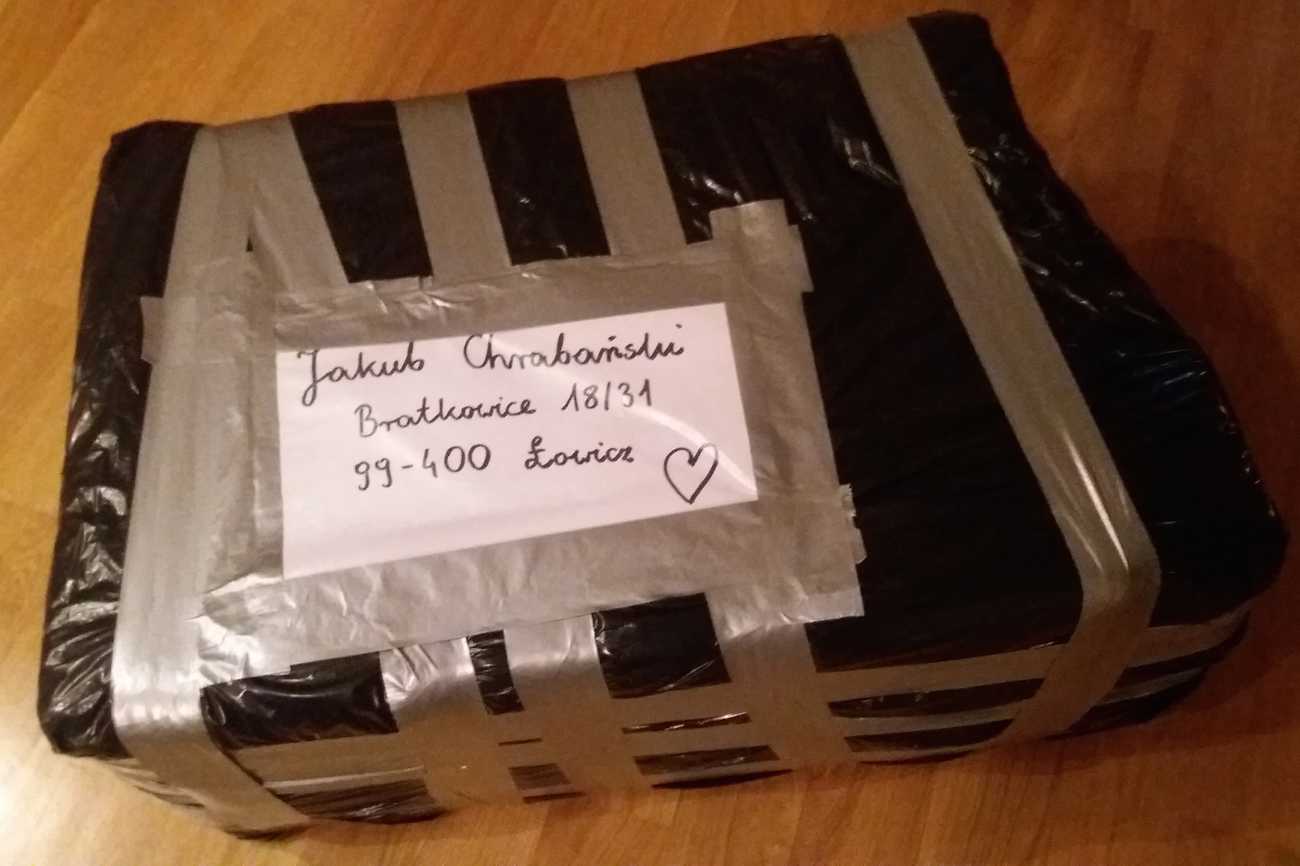 Jakub Chrabański
Bratkowice 18/31
99-400 Łowicz